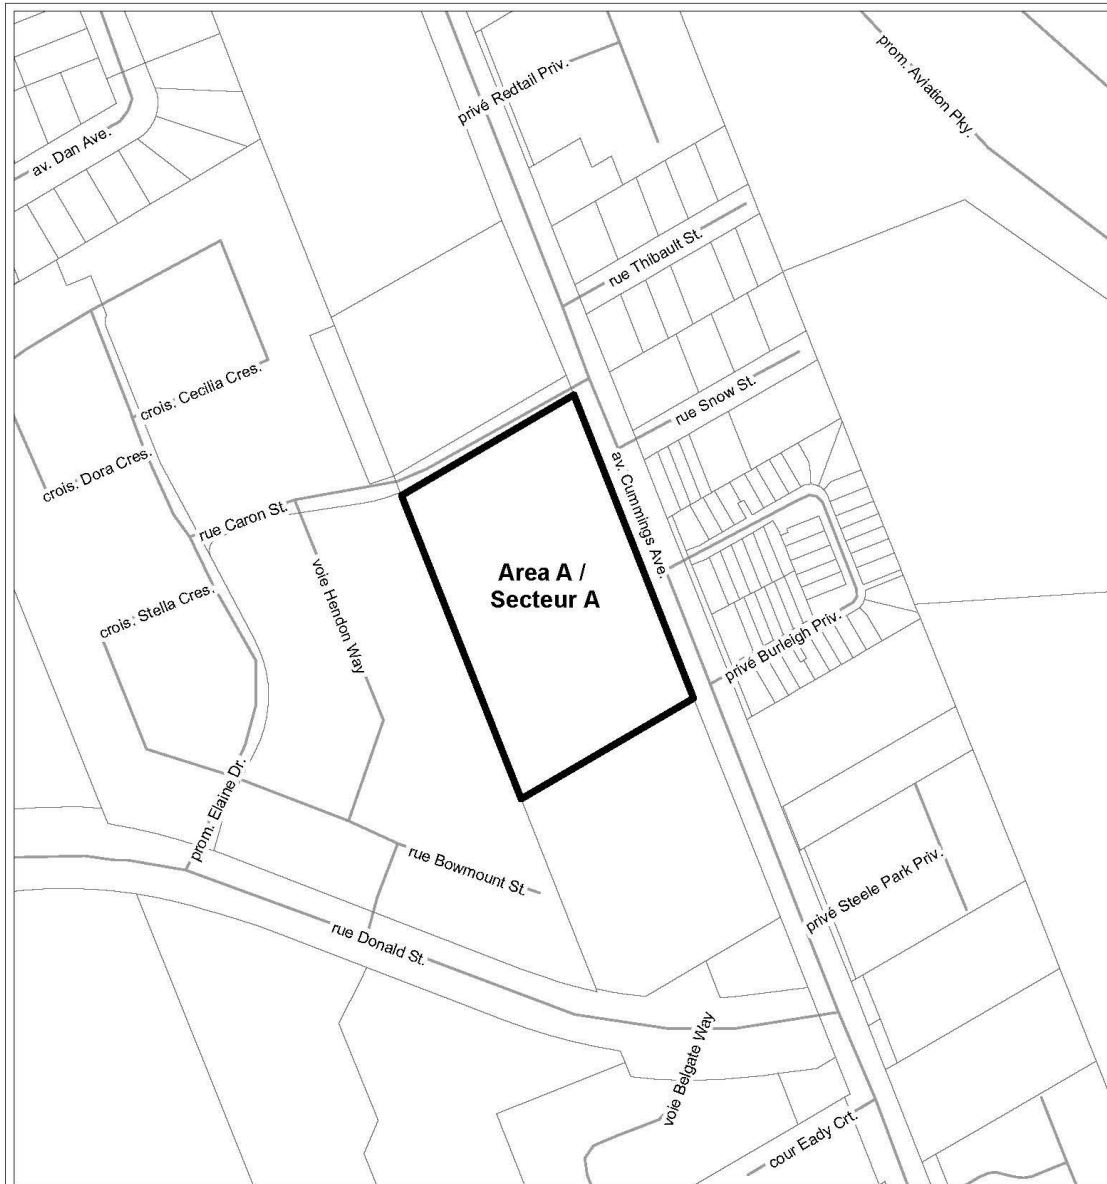 privé Redtail Priv.
prom. Aviation Pky.
av. Dan Ave.
rue Thibault St.
crois. Cecilia Cres.
rue Snow St.
crois. Dora Cres.
av. Cummings Ave.
rue Caron St.
Area A /
Secteur A
voie Hendon Way
crois. Stella Cres.
privé Burleigh Priv.
prom. Elaine Dr.
rue Bowmount St.
privé Steele Park Priv.
rue Donald St.
voie Belgate Way
cour Eady Crt.